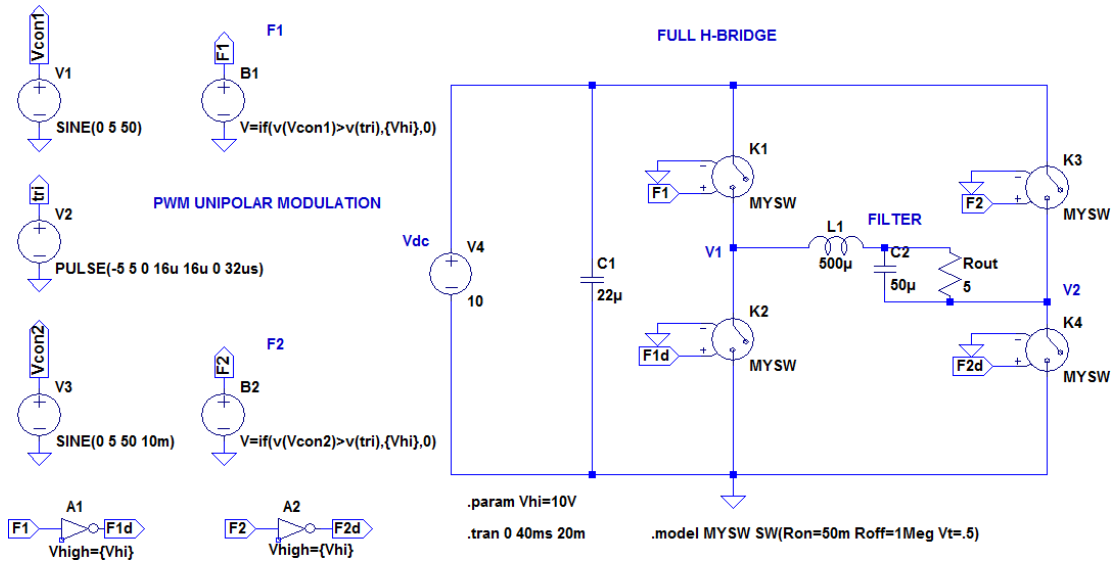 Vcon1
V1
SINE(0 5 50)
F1
F1
B1
V=if(v(Vcon1)>v(tri),{Vhi},0)
tri
PWM UNIPOLAR MODULATION
V2
PULSE(-5 5 0 16u 16u 0 32us)
Vcon2
V3
SINE(0 5 50 10m)
F2
F2
B2
V=if(v(Vcon2)>v(tri),{Vhi},0)
A1
F1
F1d
Vhigh={Vhi}
A2
F2
F2d
Vhigh={Vhi}
FULL H-BRIDGE
Vdc
V4
10
C1
22µ
K1
F1
MYSW
K3
F2
MYSW
V1
L1
500µ
FILTER
C2
50µ
Rout
5
V2
K2
F1d
MYSW
K4
F2d
MYSW
.param Vhi=10V
.tran 0 40ms 20m
.model MYSW SW(Ron=50m Roff=1Meg Vt=.5)